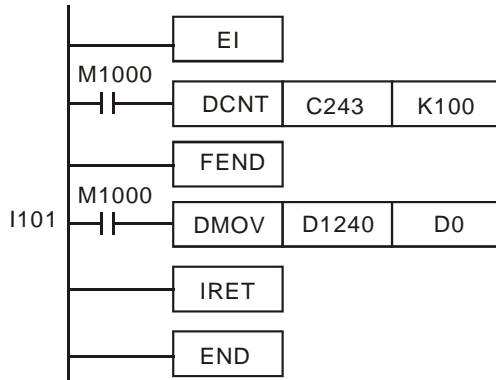 EI
M1000
DCNT C243 K100
FEND
M1000
I101 DMOV D1240 D0
IRET
END